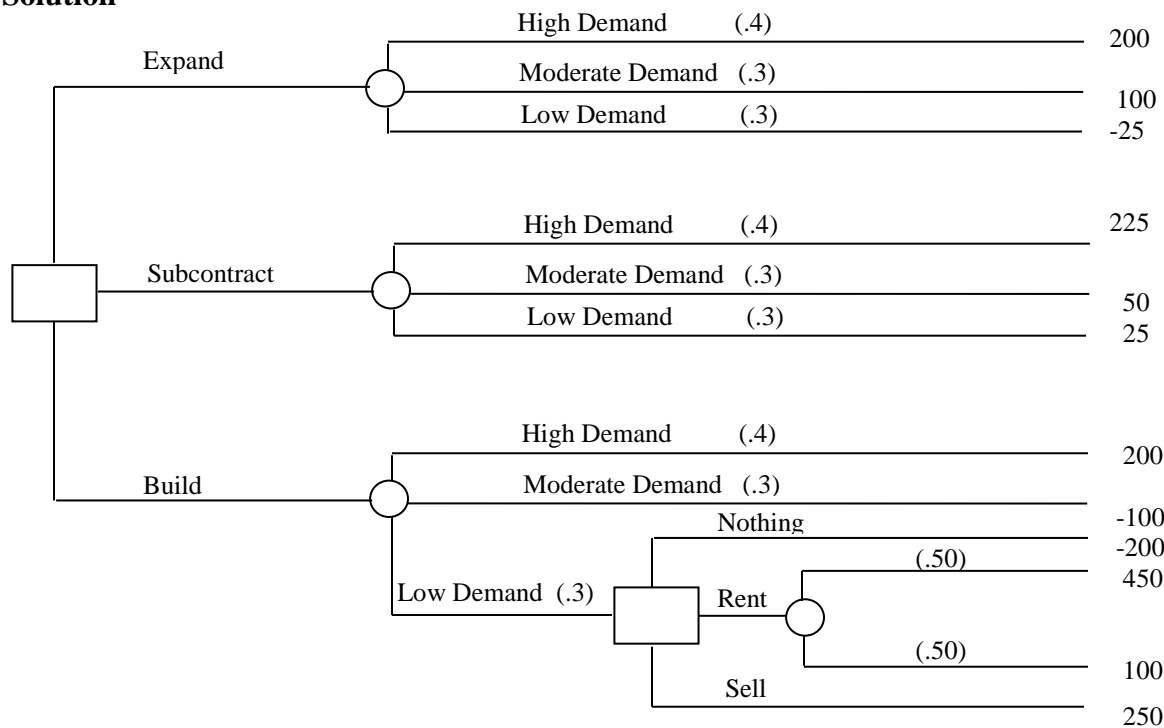 Solution
High Demand (.4) 200
Expand
Moderate Demand (.3) 100
Low Demand (.3) -25
High Demand (.4) 225
Subcontract
Moderate Demand (.3) 50
Low Demand (.3) 25
High Demand (.4) 200
Build
Moderate Demand (.3) -100
Nothing -200
(.50) 450
Low Demand (.3) Rent
(.50) 100
Sell 250